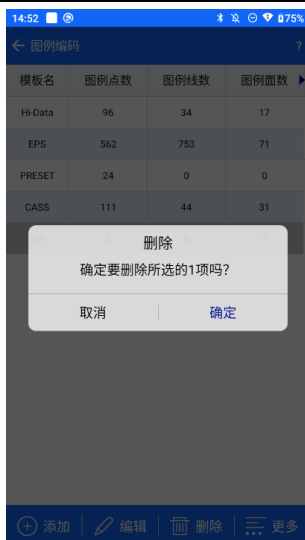 14:52 75%
图例编码 ?
模板名 图例点数 图例线数 图例面数
Hi-Data 96 34 17
EPS 562 753 71
PRESET 24 0 0
CASS 111 44 31
删除
确定要删除所选的1项吗?
取消 确定
添加 编辑 删除 更多